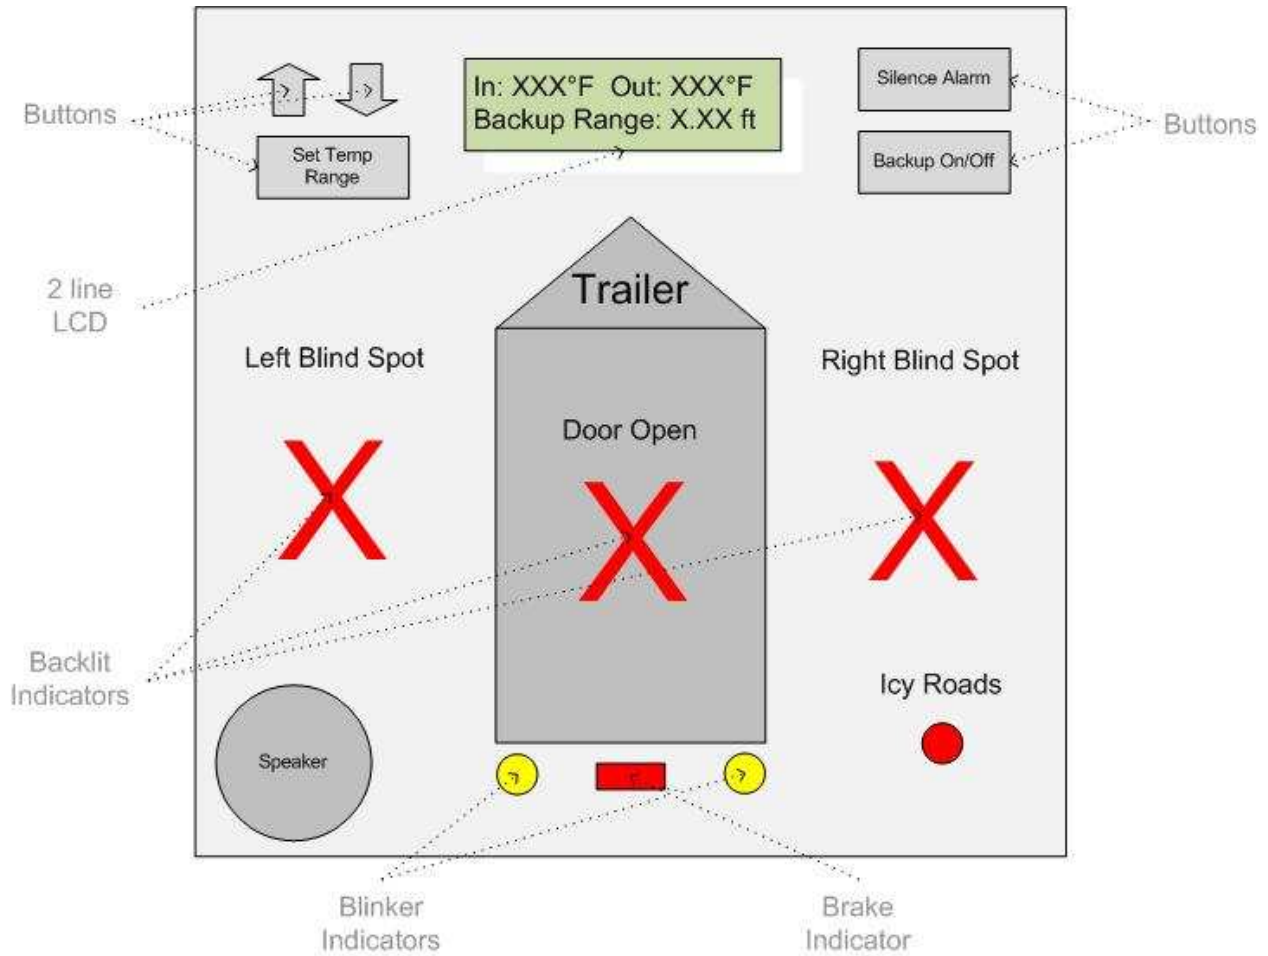 In: XXX°F Out: XXX°F
Backup Range: X.XX ft
Silence Alarm
Buttons
Buttons
Set Temp
Range
Backup On/Off
Trailer
2 line
LCD
Left Blind Spot
Right Blind Spot
Door Open
X
X
X
Backlit
Indicators
Icy Roads
Speaker
Blinker
Indicators
Brake
Indicator